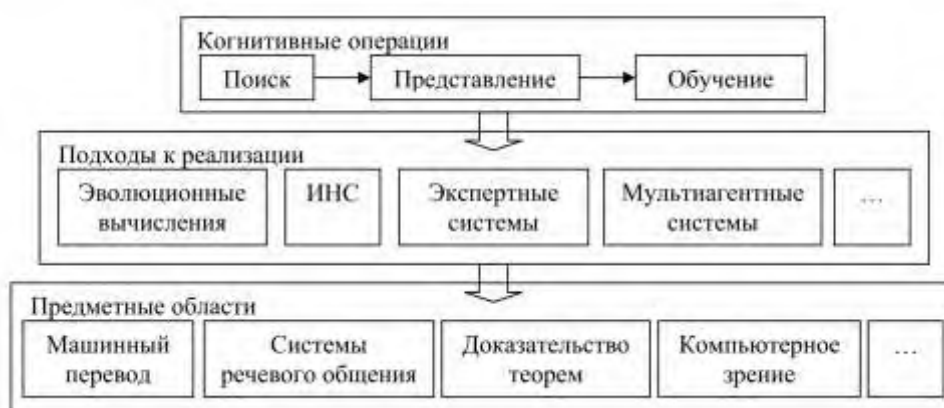 Когнитивные операции
Поиск
Представление
Обучение
Подходы к реализации
Эволюционные
вычисления
ИНС
Экспертные
системы
Мультиагентные
системы
…
Предметные области
Машинный
перевод
Системы
речевого общения
Доказательство
теорем
Компьютерное
зрение
…